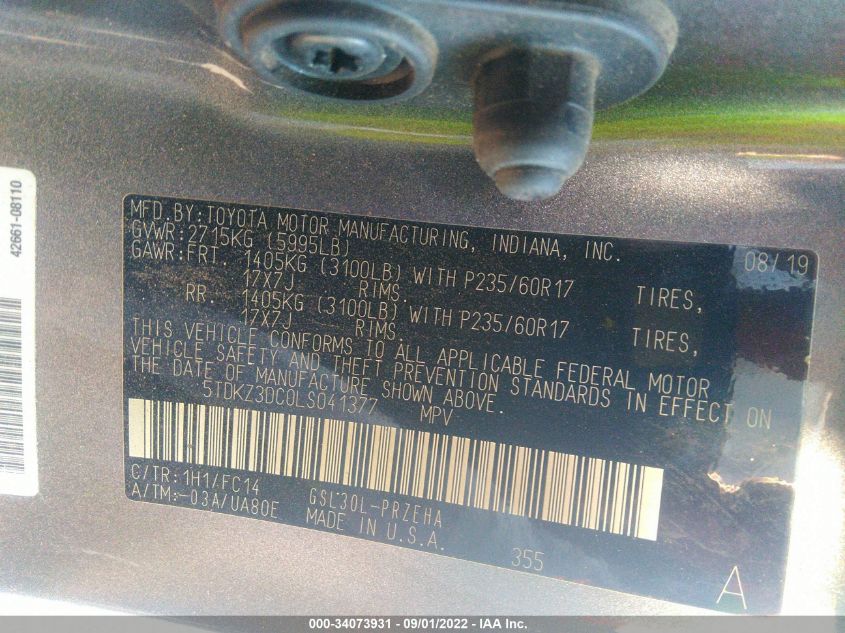 42661-08110
MFD.BY:TOYOTA MOTOR MANUFACTURING, INDIANA, INC. 08/19
GVWR:2715KG (5995LB)
GAWR:FRT. 1405KG (3100LB) WITH P235/60R17 TIRES,
17X7J RIMS.
RR. 1405KG (3100LB) WITH P235/60R17 TIRES,
17X7J RIMS.
THIS VEHICLE CONFORMS TO ALL APPLICABLE FEDERAL MOTOR
VEHICLE SAFETY AND THEFT PREVENTION STANDARDS IN EFFECT ON
THE DATE OF MANUFACTURE SHOWN ABOVE.
5TDKZ3DC0LS041377 MPV
C/TR:1H1/FC14 GSL30L-PRZEHA
A/TM:-03A/UA80E MADE IN U.S.A.
355
A
000-34073931 - 09/01/2022 - IAA Inc.